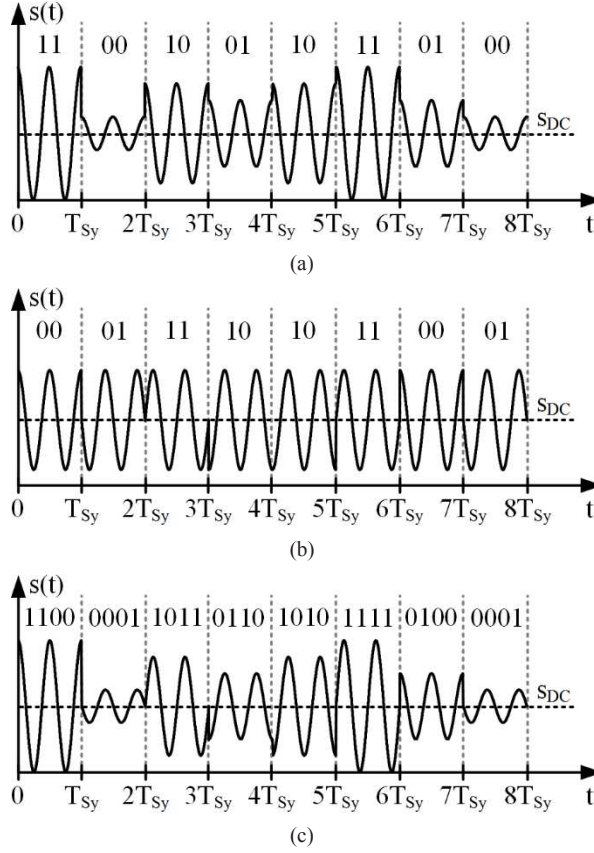 s(t)
11 00 10 01 10 11 01 00
S_DC
0 T_Sy 2T_Sy 3T_Sy 4T_Sy 5T_Sy 6T_Sy 7T_Sy 8T_Sy t
(a)
s(t)
00 01 11 10 10 11 00 01
S_DC
0 T_Sy 2T_Sy 3T_Sy 4T_Sy 5T_Sy 6T_Sy 7T_Sy 8T_Sy t
(b)
s(t)
1100 0001 1011 0110 1010 1111 0100 0001
S_DC
0 T_Sy 2T_Sy 3T_Sy 4T_Sy 5T_Sy 6T_Sy 7T_Sy 8T_Sy t
(c)